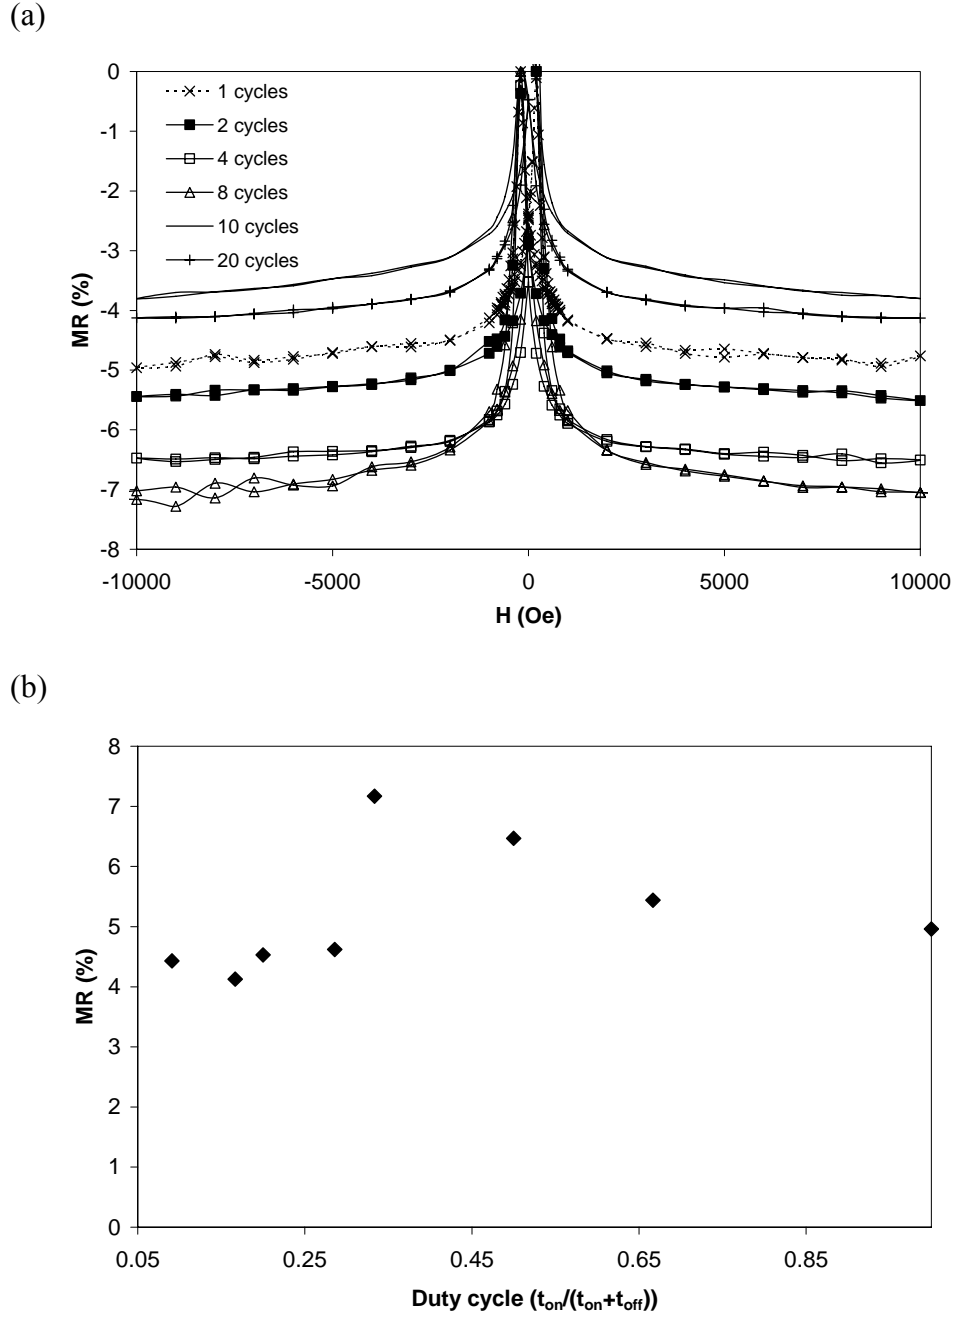 (a)
0
-1
-2
-3
-4
-5
-6
-7
-8
MR (%)
1 cycles
2 cycles
4 cycles
8 cycles
10 cycles
20 cycles
-10000 -5000 0 5000 10000
H (Oe)
(b)
8
7
6
5
4
3
2
1
0
MR (%)
0.05 0.25 0.45 0.65 0.85
Duty cycle (ton/(ton+toff))